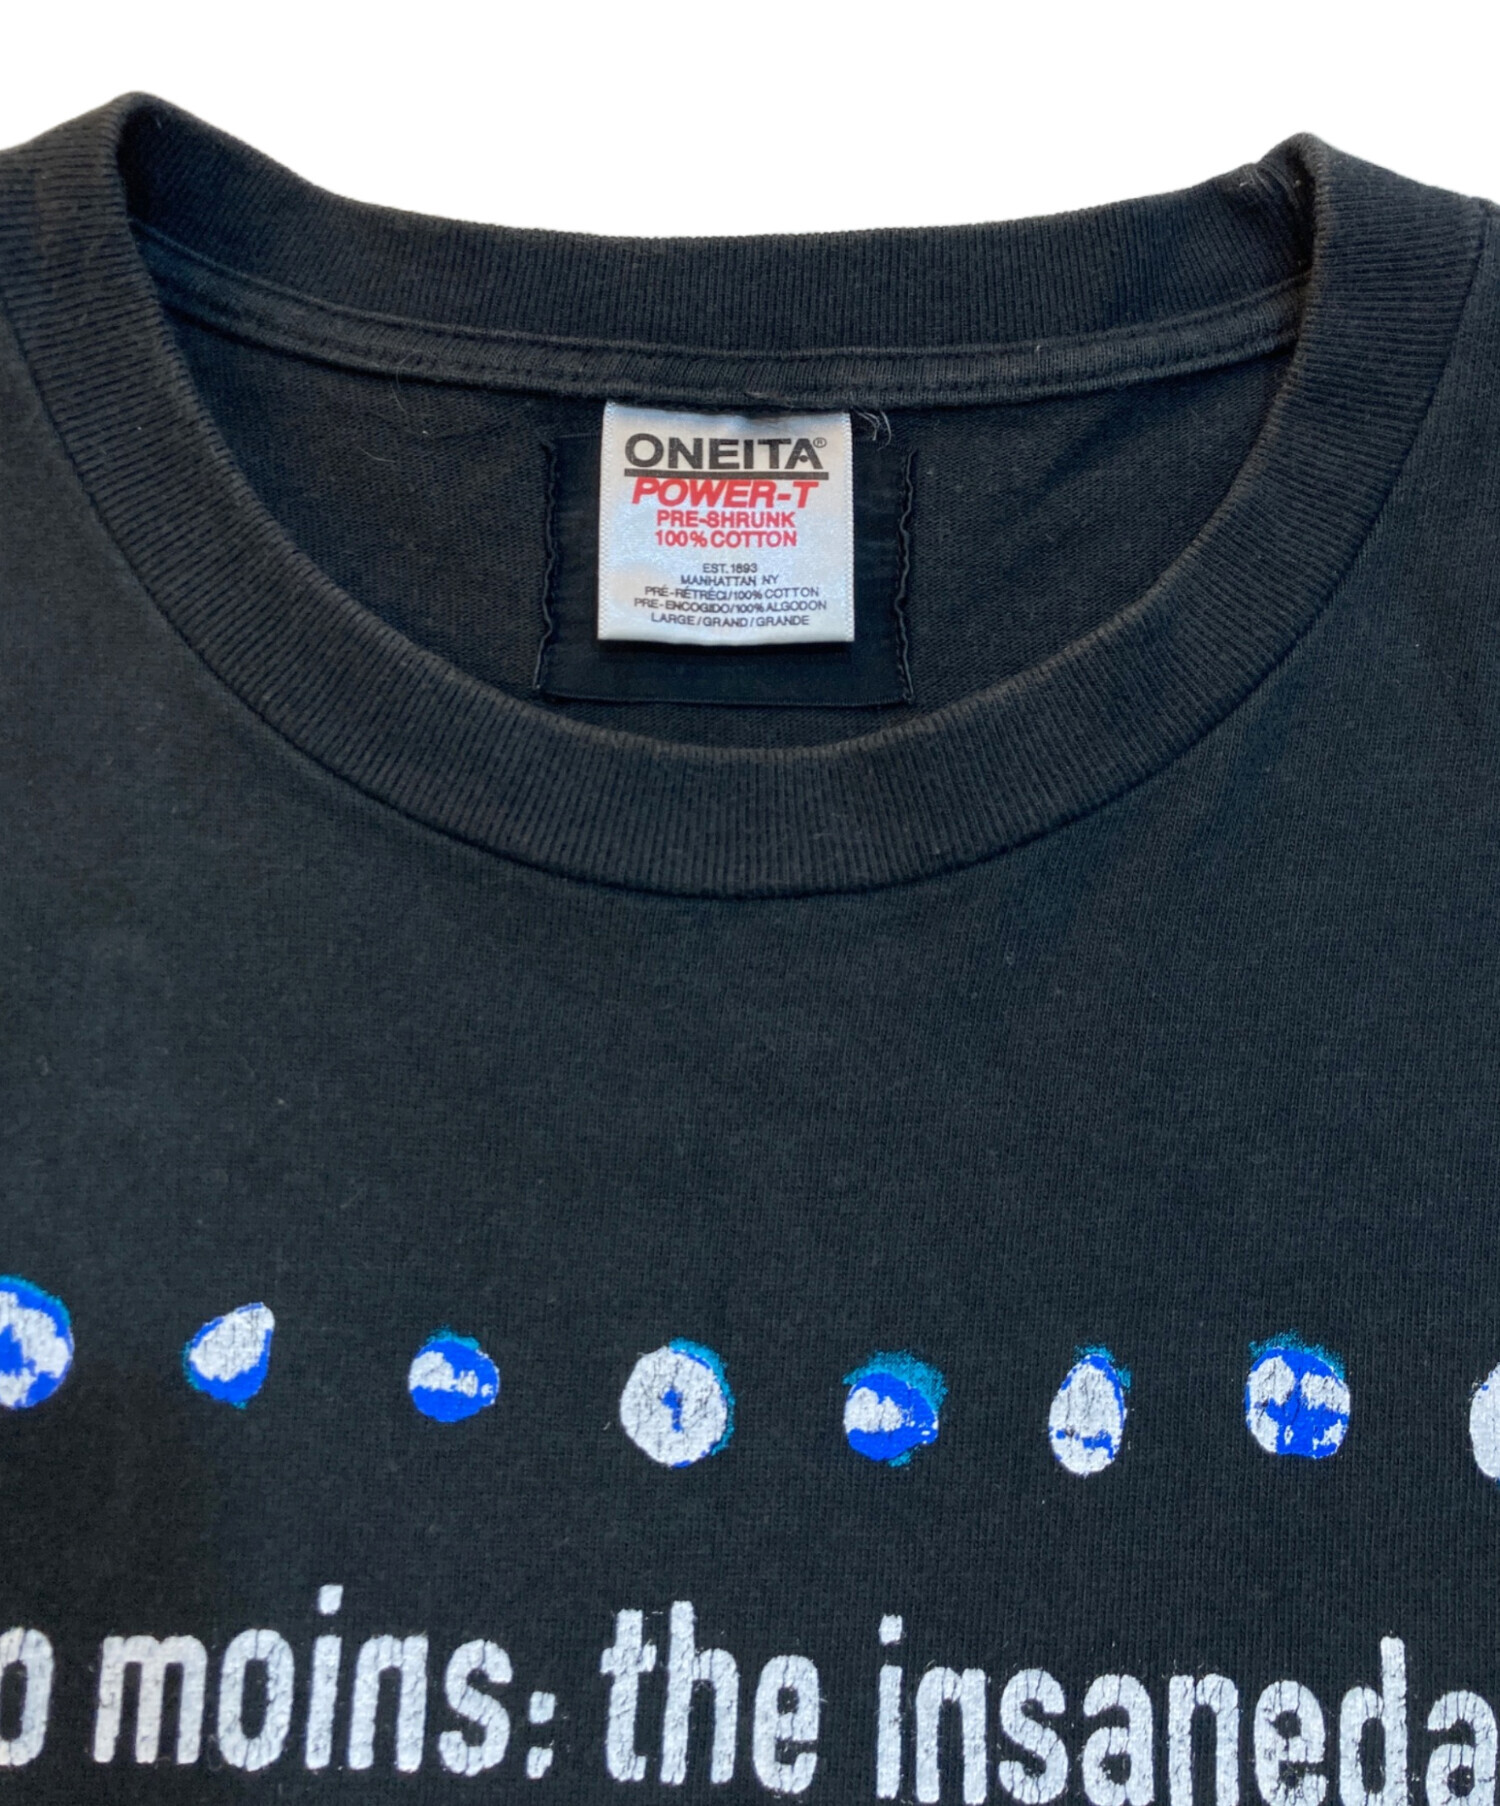 ONEITA®
POWER-T
PRE-SHRUNK
100% COTTON
EST. 1893
MANHATTAN NY
PRÉ-RÉTRÉCI/100% COTTON
PRE-ENCOGIDO/100% ALGODON
LARGE/GRAND/GRANDE
o moins: the insaneda